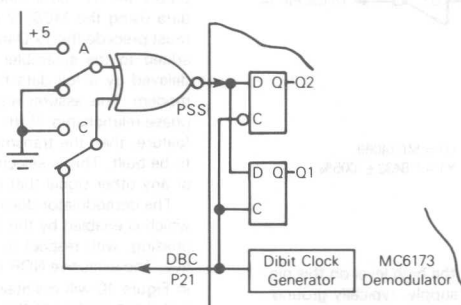 +5
A
C
PSS
D Q Q2
C
D Q Q1
C
DBC
P21
Dibit Clock
Generator
MC6173
Demodulator